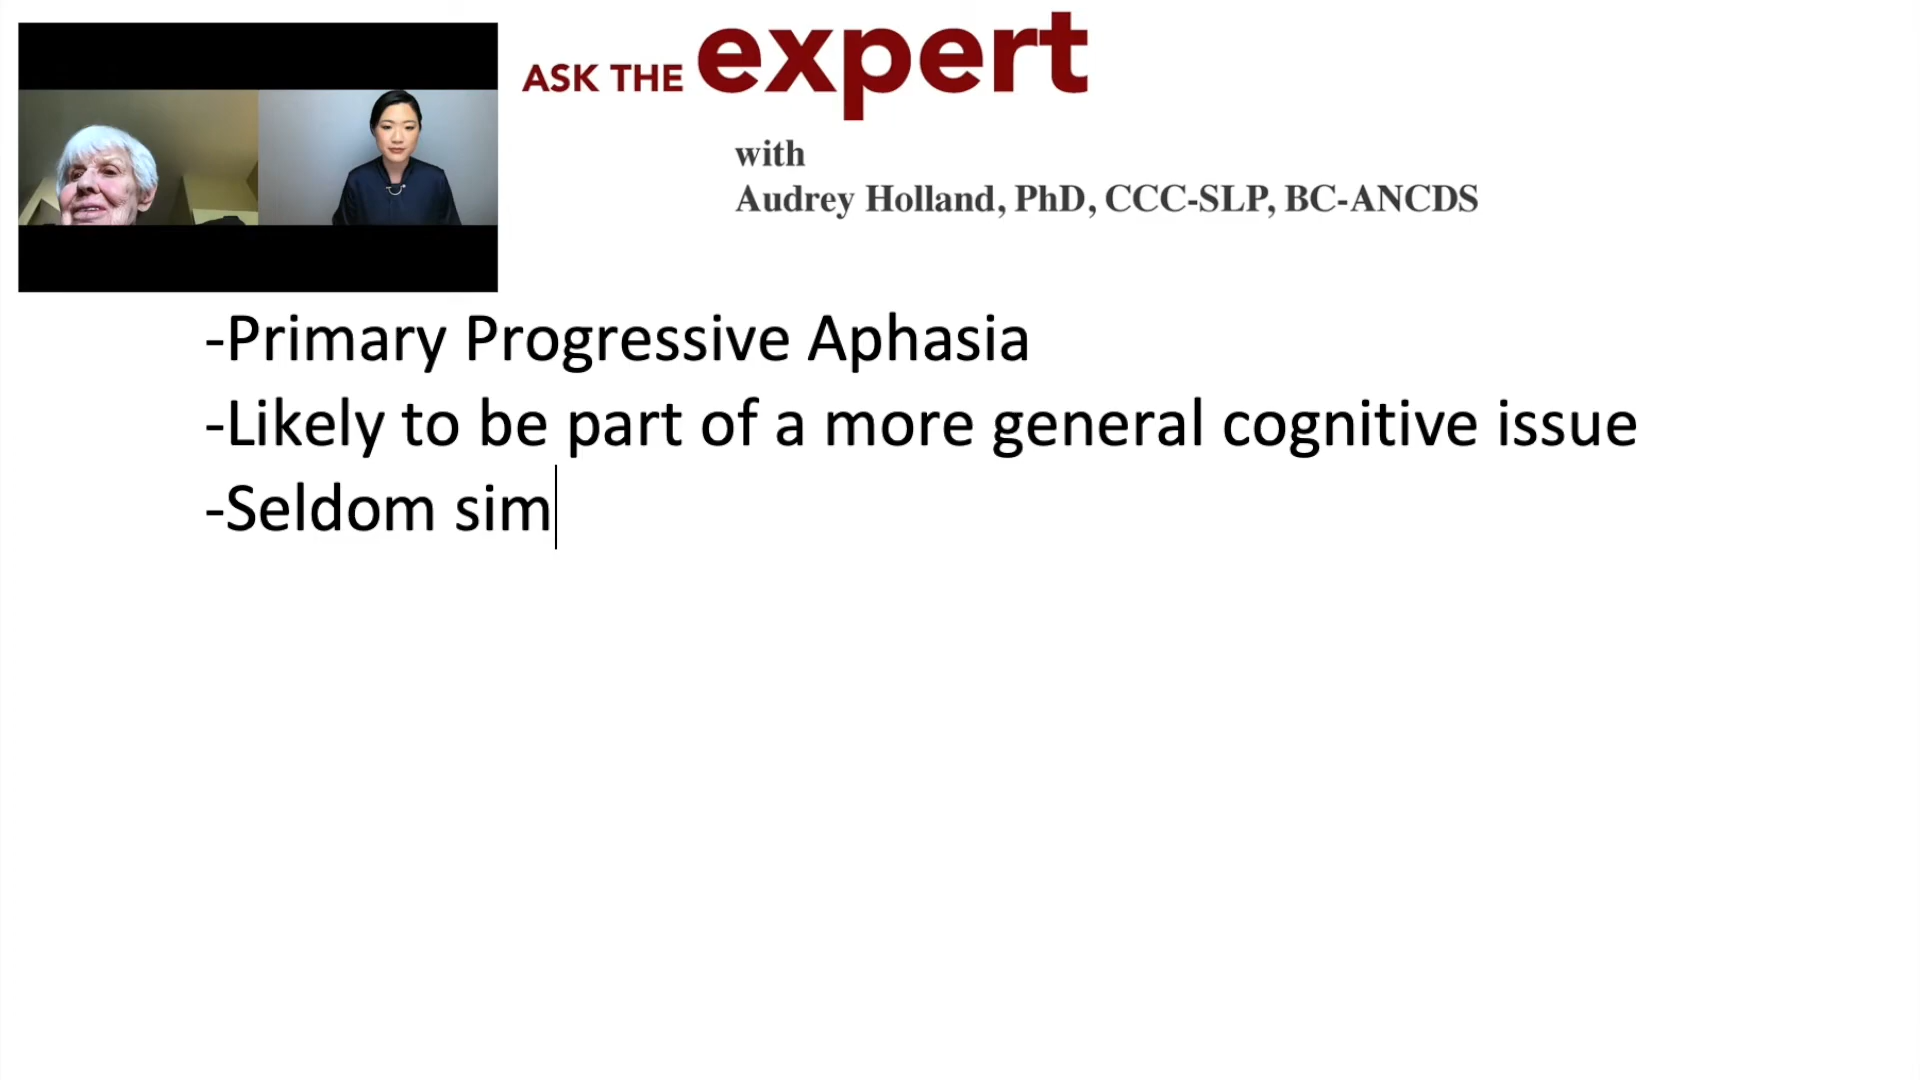 ASK THE expert
with
Audrey Holland, PhD, CCC-SLP, BC-ANCDS
-Primary Progressive Aphasia
-Likely to be part of a more general cognitive issue
-Seldom sim